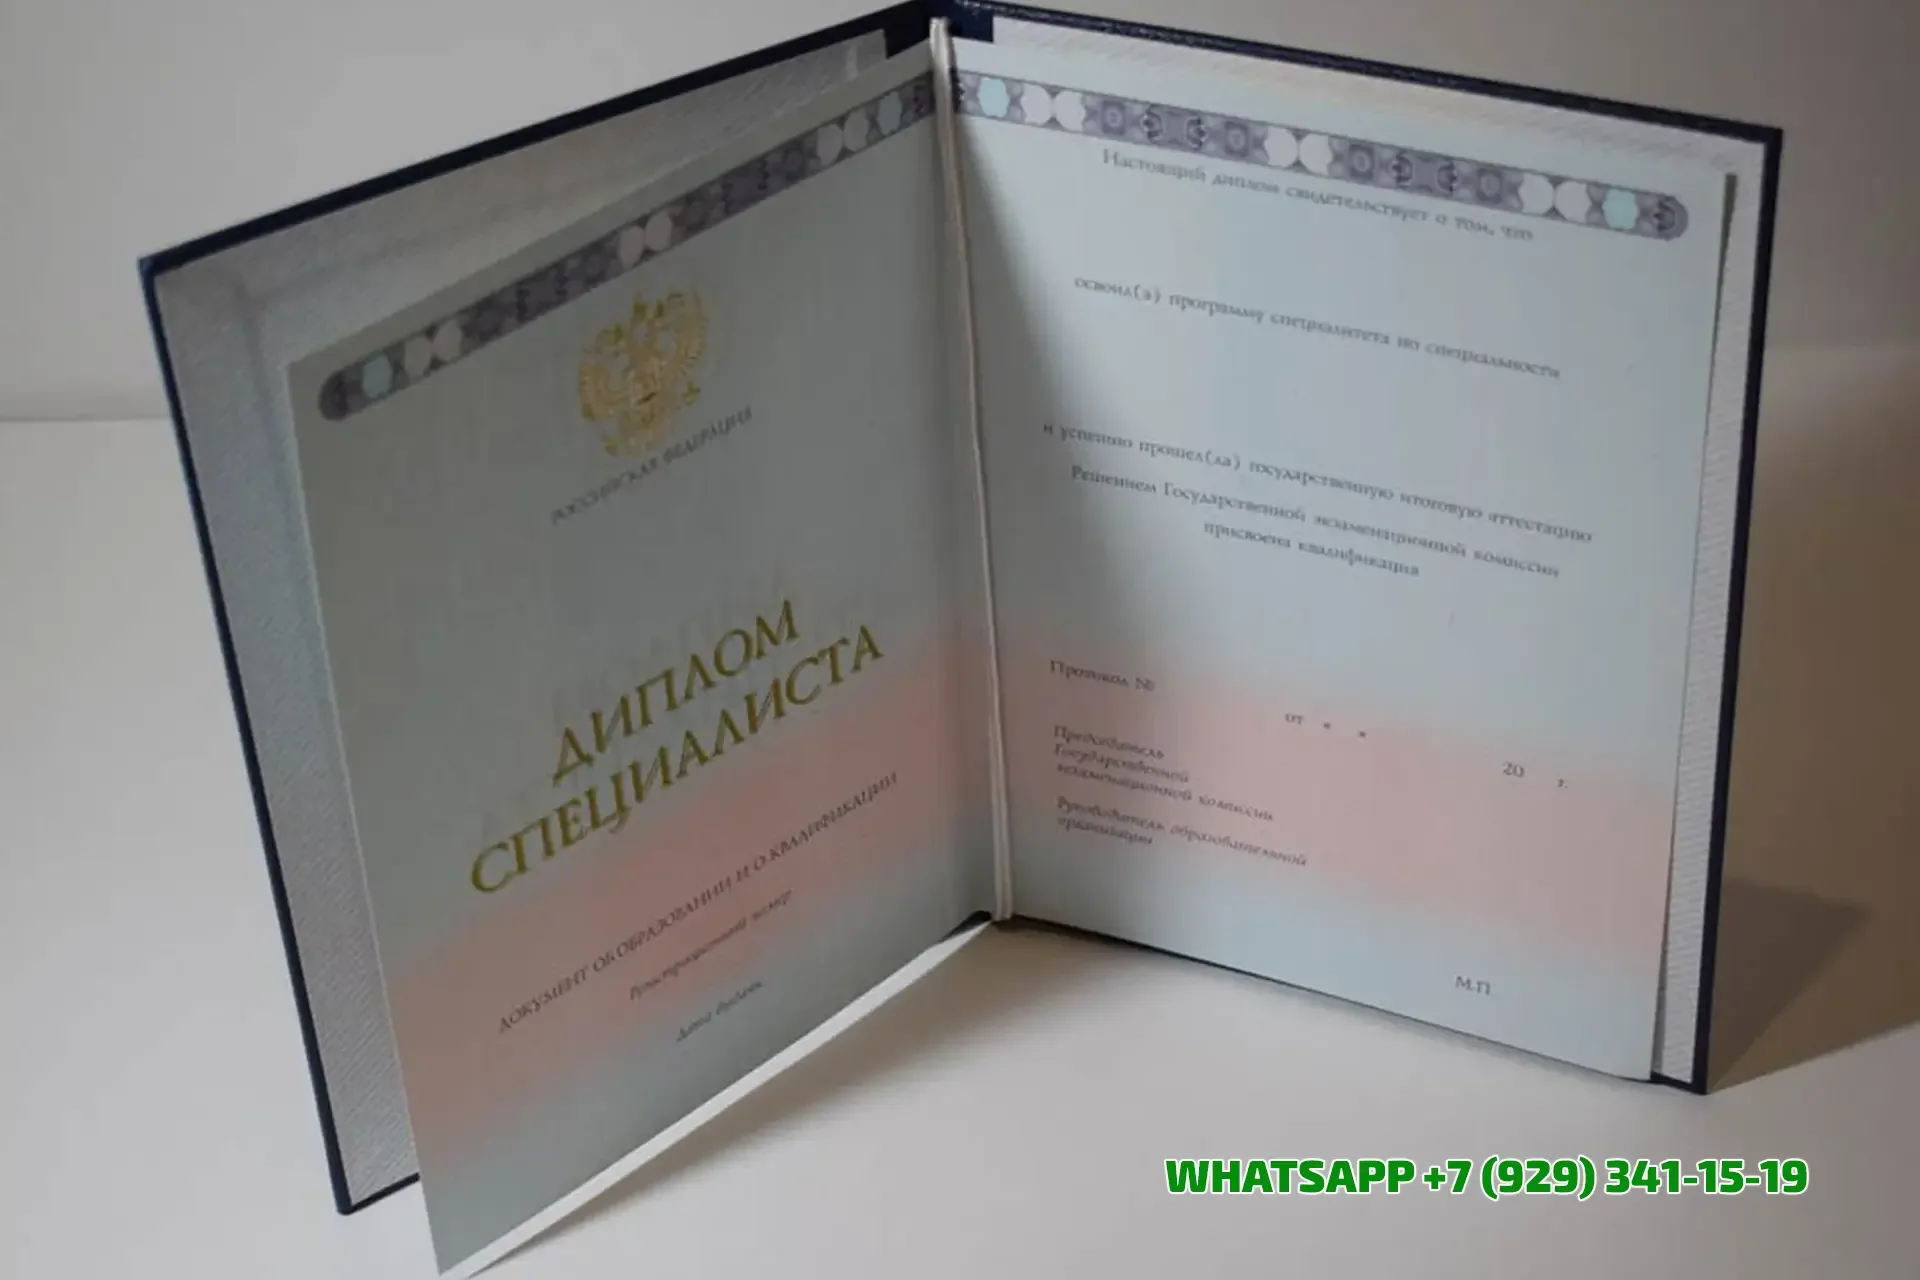 РОССИЙСКАЯ ФЕДЕРАЦИЯ
ДИПЛОМ
СПЕЦИАЛИСТА
ДОКУМЕНТ ОБ ОБРАЗОВАНИИ И О КВАЛИФИКАЦИИ
Регистрационный номер
Дата выдачи
Настоящий диплом свидетельствует о том, что
освоил(а) программу специалитета по специальности
и успешно прошел(ла) государственную итоговую аттестацию
Решением Государственной экзаменационной комиссии
присвоена квалификация
Протокол №
от « »
20 г.
Председатель
Государственной
экзаменационной комиссии
Руководитель образовательной
организации
М.П.
WHATSAPP +7 (929) 341-15-19